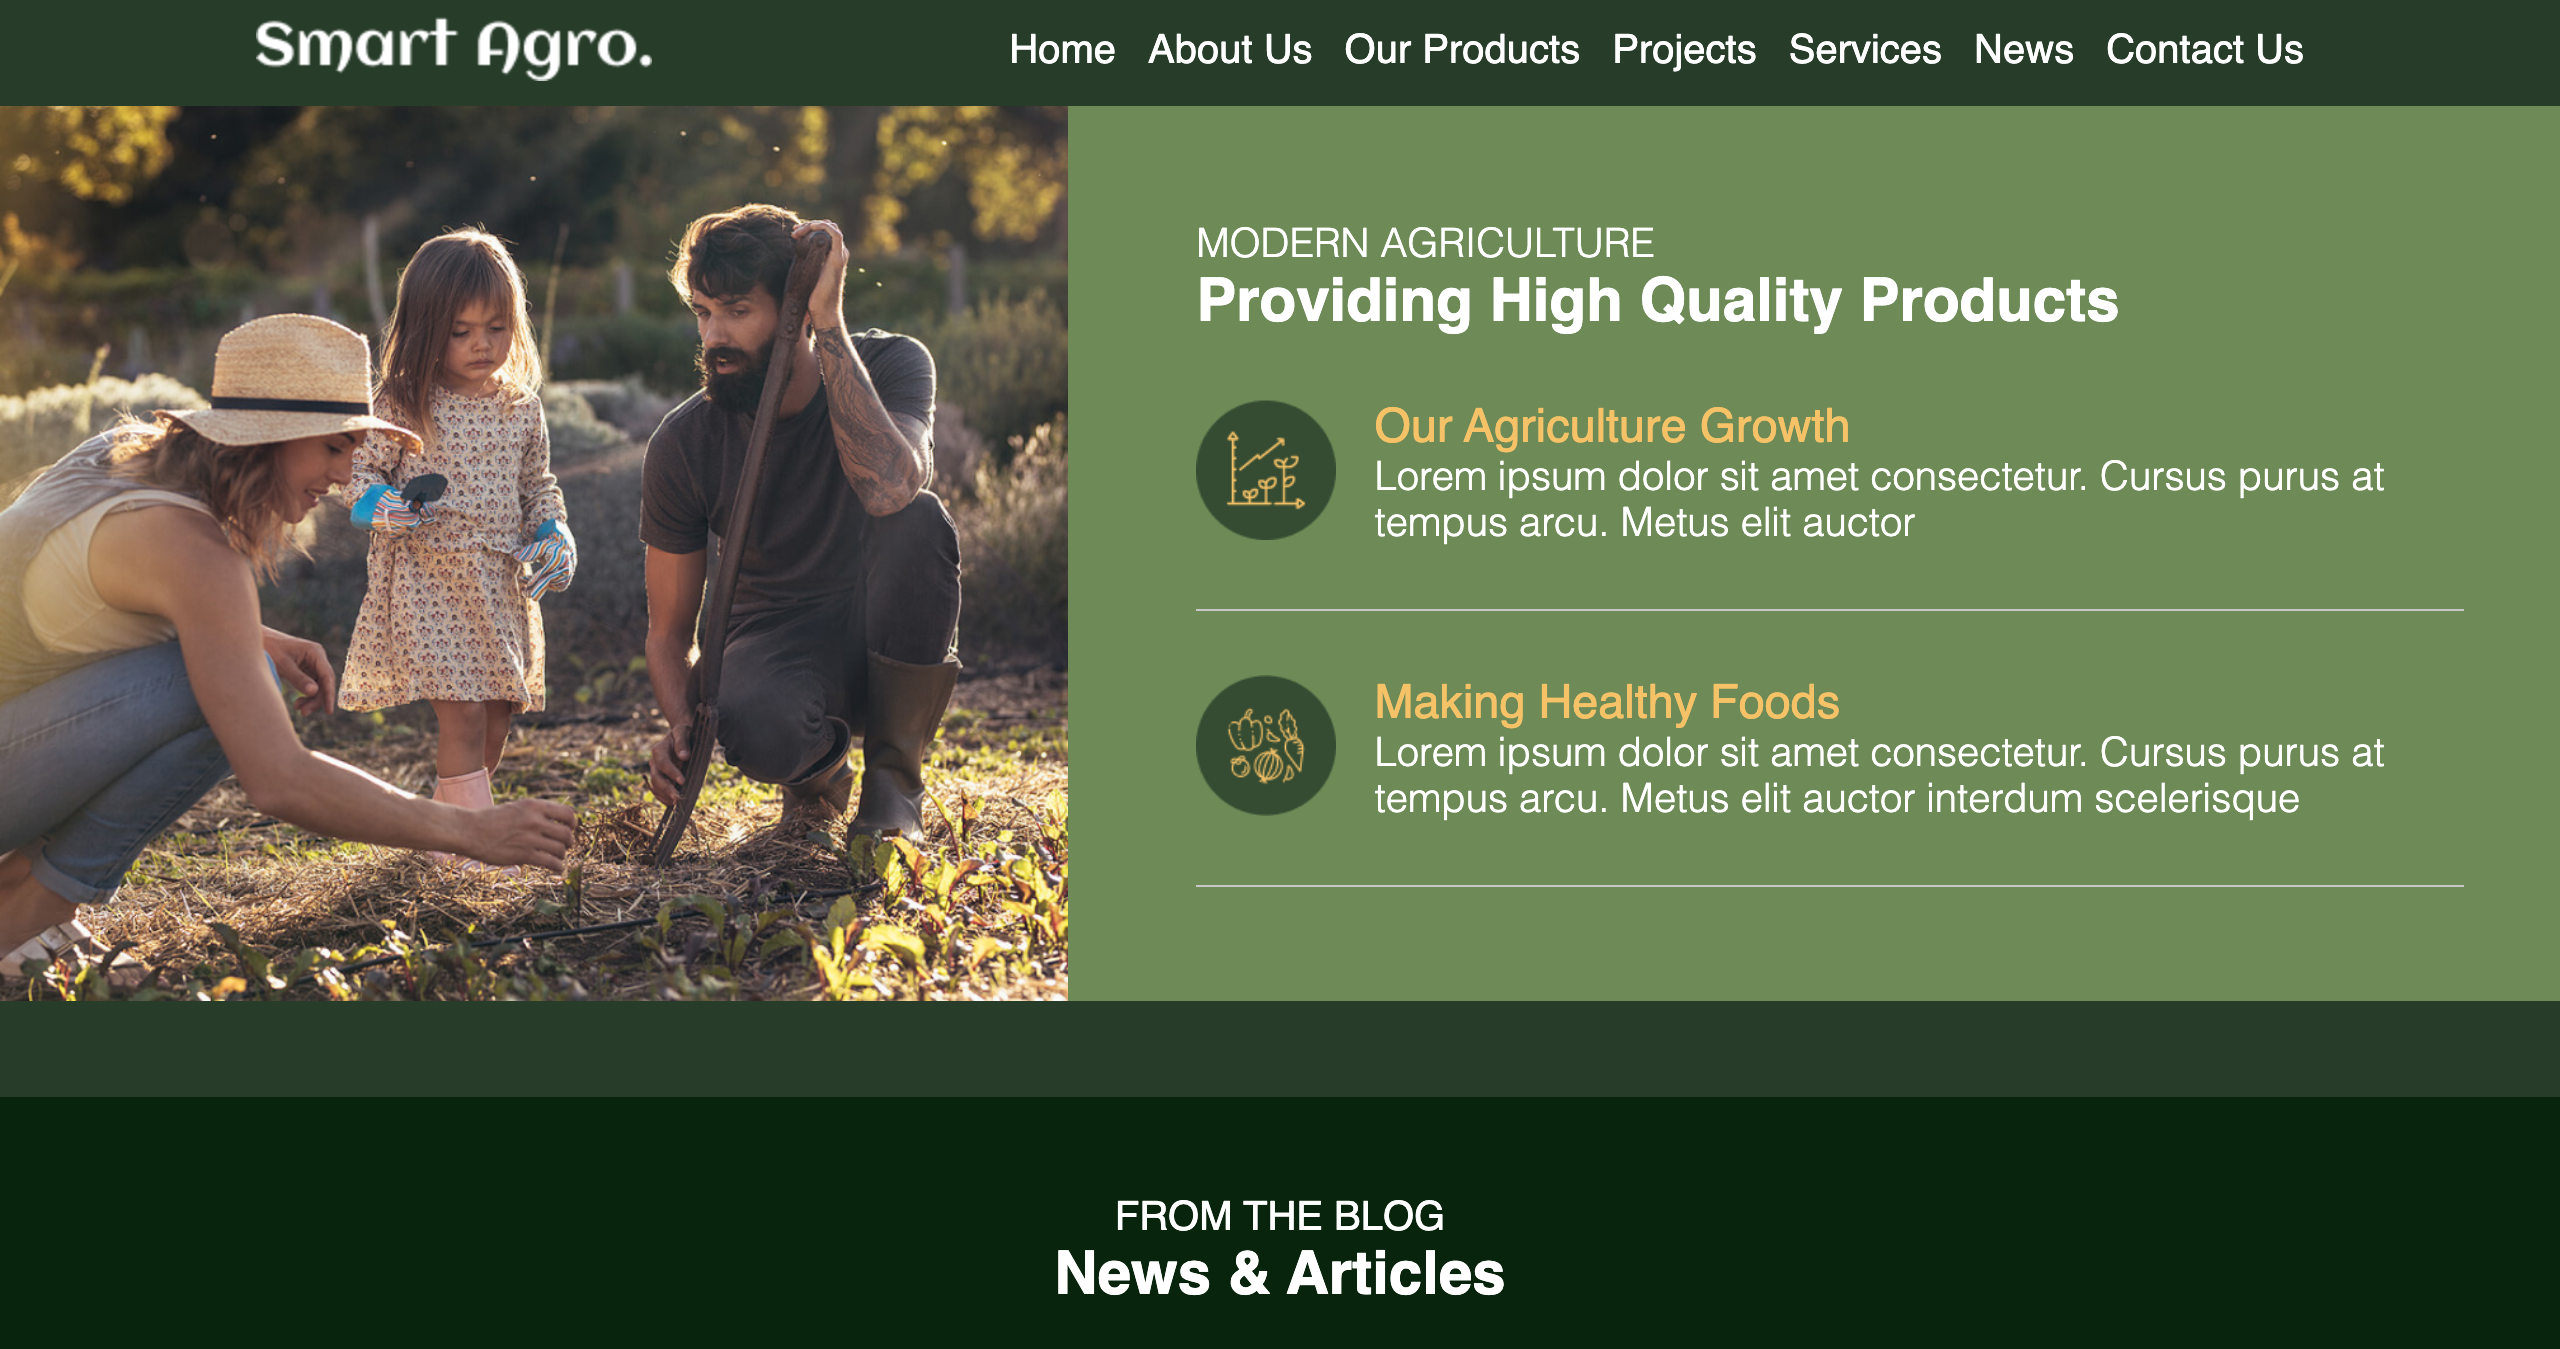 Smart Agro.
Home About Us Our Products Projects Services News Contact Us
MODERN AGRICULTURE
Providing High Quality Products
Our Agriculture Growth
Lorem ipsum dolor sit amet consectetur. Cursus purus at
tempus arcu. Metus elit auctor
Making Healthy Foods
Lorem ipsum dolor sit amet consectetur. Cursus purus at
tempus arcu. Metus elit auctor interdum scelerisque
FROM THE BLOG
News & Articles